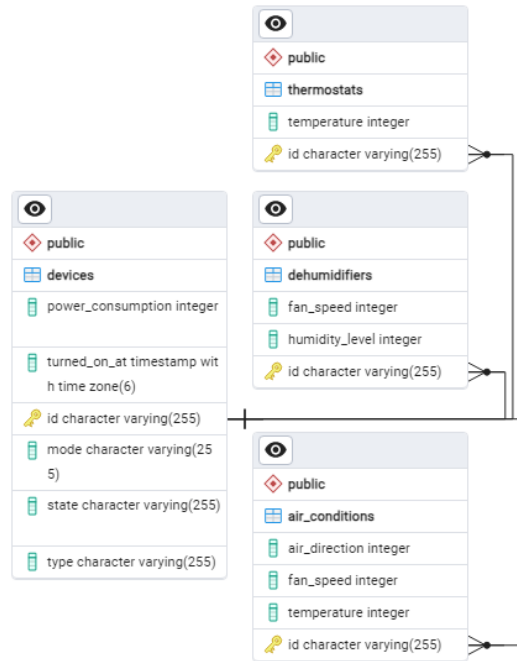 public
thermostats
temperature integer
id character varying(255)
public
devices
power_consumption integer
turned_on_at timestamp wit
h time zone(6)
id character varying(255)
mode character varying(25
5)
state character varying(255)
type character varying(255)
public
dehumidifiers
fan_speed integer
humidity_level integer
id character varying(255)
public
air_conditions
air_direction integer
fan_speed integer
temperature integer
id character varying(255)